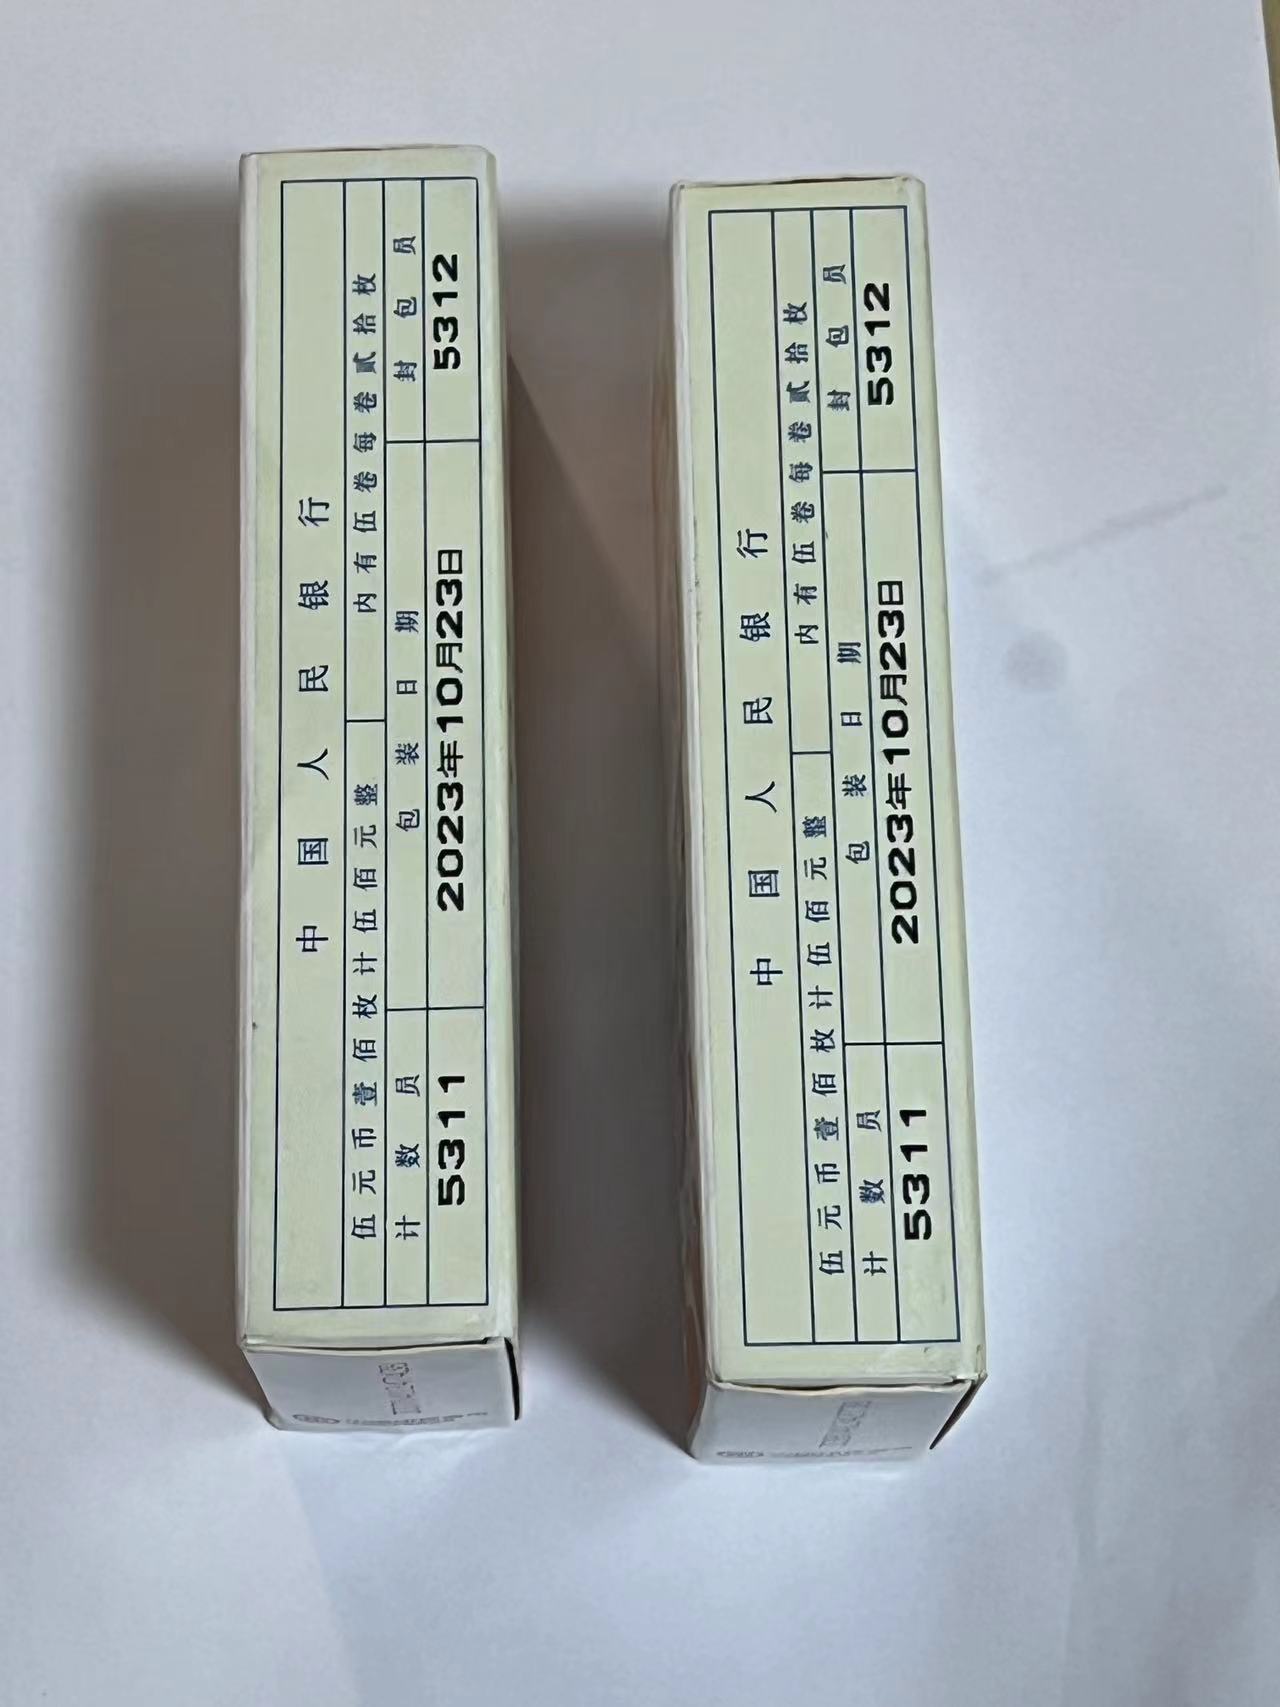 中国人民银行
伍元币壹佰枚计伍佰元整 内有伍卷每卷贰拾枚
计数员 包装日期 封包员
5311 2023年10月23日 5312
中国人民银行
伍元币壹佰枚计伍佰元整 内有伍卷每卷贰拾枚
计数员 包装日期 封包员
5311 2023年10月23日 5312